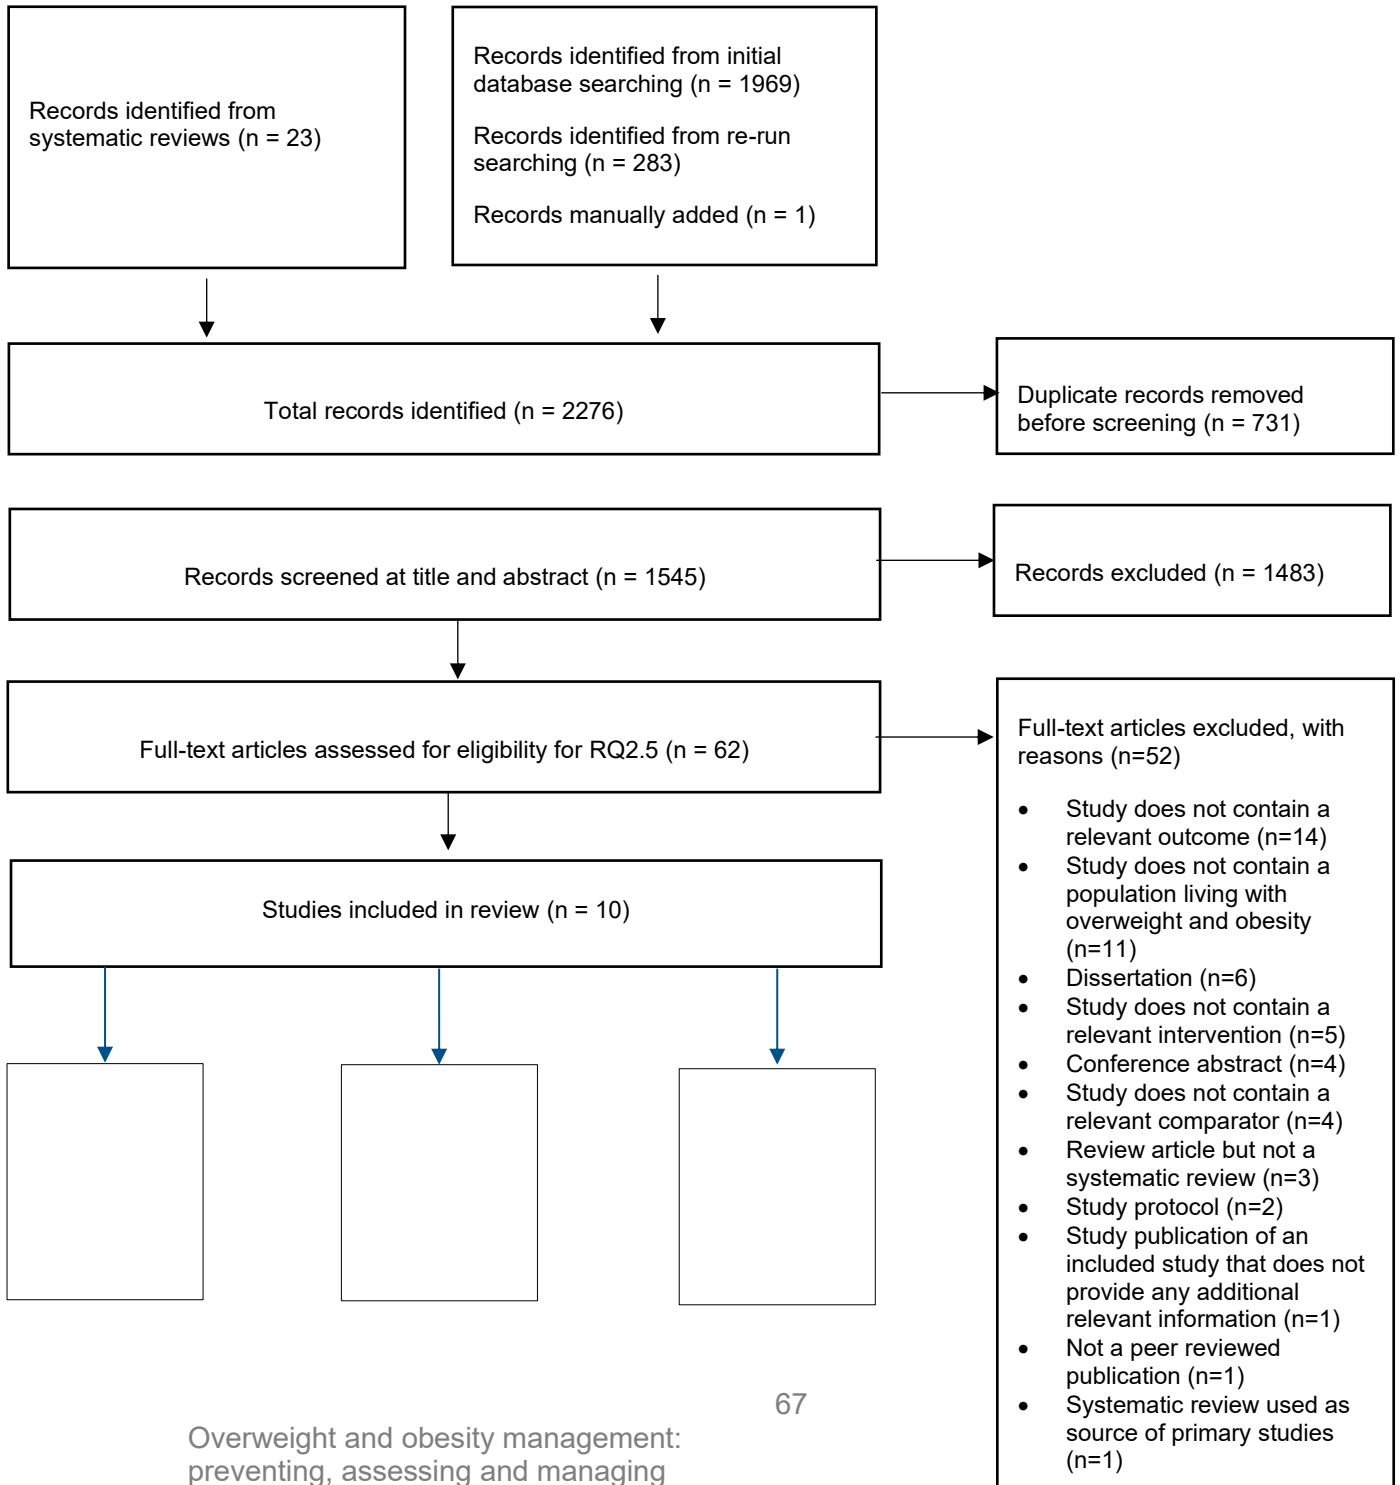 Records identified from
systematic reviews (n = 23)
Records identified from initial
database searching (n = 1969)
Records identified from re-run
searching (n = 283)
Records manually added (n = 1)
Total records identified (n = 2276)
Duplicate records removed
before screening (n = 731)
Records screened at title and abstract (n = 1545)
Records excluded (n = 1483)
Full-text articles assessed for eligibility for RQ2.5 (n = 62)
Full-text articles excluded, with
reasons (n=52)
• Study does not contain a
relevant outcome (n=14)
• Study does not contain a
population living with
overweight and obesity
(n=11)
• Dissertation (n=6)
• Study does not contain a
relevant intervention (n=5)
• Conference abstract (n=4)
• Study does not contain a
relevant comparator (n=4)
• Review article but not a
systematic review (n=3)
• Study protocol (n=2)
• Study publication of an
included study that does not
provide any additional
relevant information (n=1)
• Not a peer reviewed
publication (n=1)
• Systematic review used as
source of primary studies
(n=1)
Studies included in review (n = 10)
67
Overweight and obesity management:
preventing, assessing and managing